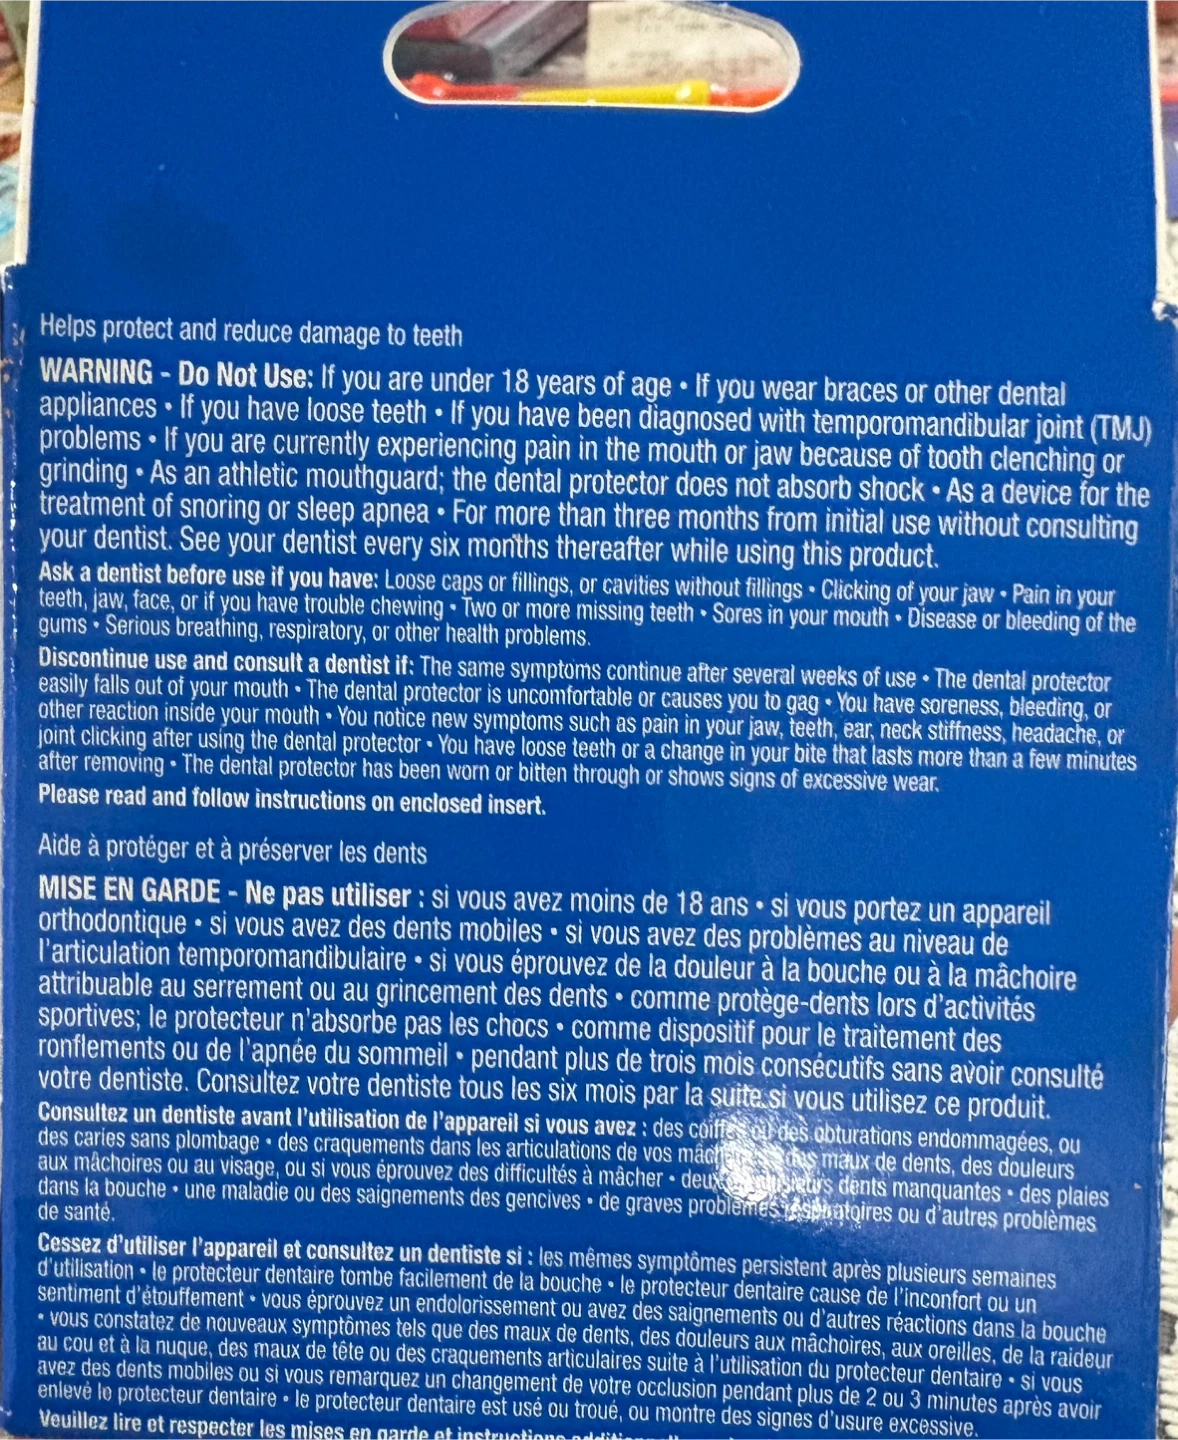 Helps protect and reduce damage to teeth
WARNING - Do Not Use: If you are under 18 years of age • If you wear braces or other dental
appliances • If you have loose teeth • If you have been diagnosed with temporomandibular joint (TMJ)
problems • If you are currently experiencing pain in the mouth or jaw because of tooth clenching or
grinding • As an athletic mouthguard; the dental protector does not absorb shock • As a device for the
treatment of snoring or sleep apnea • For more than three months from initial use without consulting
your dentist. See your dentist every six months thereafter while using this product.
Ask a dentist before use if you have: Loose caps or fillings, or cavities without fillings • Clicking of your jaw • Pain in your
teeth, jaw, face, or if you have trouble chewing • Two or more missing teeth • Sores in your mouth • Disease or bleeding of the
gums • Serious breathing, respiratory, or other health problems.
Discontinue use and consult a dentist if: The same symptoms continue after several weeks of use • The dental protector
easily falls out of your mouth • The dental protector is uncomfortable or causes you to gag • You have soreness, bleeding, or
other reaction inside your mouth • You notice new symptoms such as pain in your jaw, teeth, ear, neck stiffness, headache, or
joint clicking after using the dental protector • You have loose teeth or a change in your bite that lasts more than a few minutes
after removing • The dental protector has been worn or bitten through or shows signs of excessive wear.
Please read and follow instructions on enclosed insert.
Aide à protéger et à préserver les dents
MISE EN GARDE - Ne pas utiliser : si vous avez moins de 18 ans • si vous portez un appareil
orthodontique • si vous avez des dents mobiles • si vous avez des problèmes au niveau de
l'articulation temporomandibulaire • si vous éprouvez de la douleur à la bouche ou à la mâchoire
attribuable au serrement ou au grincement des dents • comme protège-dents lors d'activités
sportives; le protecteur n'absorbe pas les chocs • comme dispositif pour le traitement des
ronflements ou de l'apnée du sommeil • pendant plus de trois mois consécutifs sans avoir consulté
votre dentiste. Consultez votre dentiste tous les six mois par la suite si vous utilisez ce produit.
Consultez un dentiste avant l'utilisation de l'appareil si vous avez : des coiffes ou des obturations endommagées, ou
des caries sans plombage • des craquements dans les articulations de vos maux de dents, des douleurs
aux mâchoires ou au visage, ou si vous éprouvez des difficultés à mâcher • deux dents manquantes • des plaies
dans la bouche • une maladie ou des saignements des gencives • de graves problèmes respiratoires ou d'autres problèmes
de santé.
Cessez d'utiliser l'appareil et consultez un dentiste si : les mêmes symptômes persistent après plusieurs semaines
d'utilisation • le protecteur dentaire tombe facilement de la bouche • le protecteur dentaire cause de l'inconfort ou un
sentiment d'étouffement • vous éprouvez un endolorissement ou avez des saignements ou d'autres réactions dans la bouche
• vous constatez de nouveaux symptômes tels que des maux de dents, des douleurs aux mâchoires, aux oreilles, de la raideur
au cou et à la nuque, des maux de tête ou des craquements articulaires suite à l'utilisation du protecteur dentaire • si vous
avez des dents mobiles ou si vous remarquez un changement de votre occlusion pendant plus de 2 ou 3 minutes après avoir
enlevé le protecteur dentaire • le protecteur dentaire est usé ou troué, ou montre des signes d'usure excessive.
Veuillez lire et respecter les mises en garde et instructions